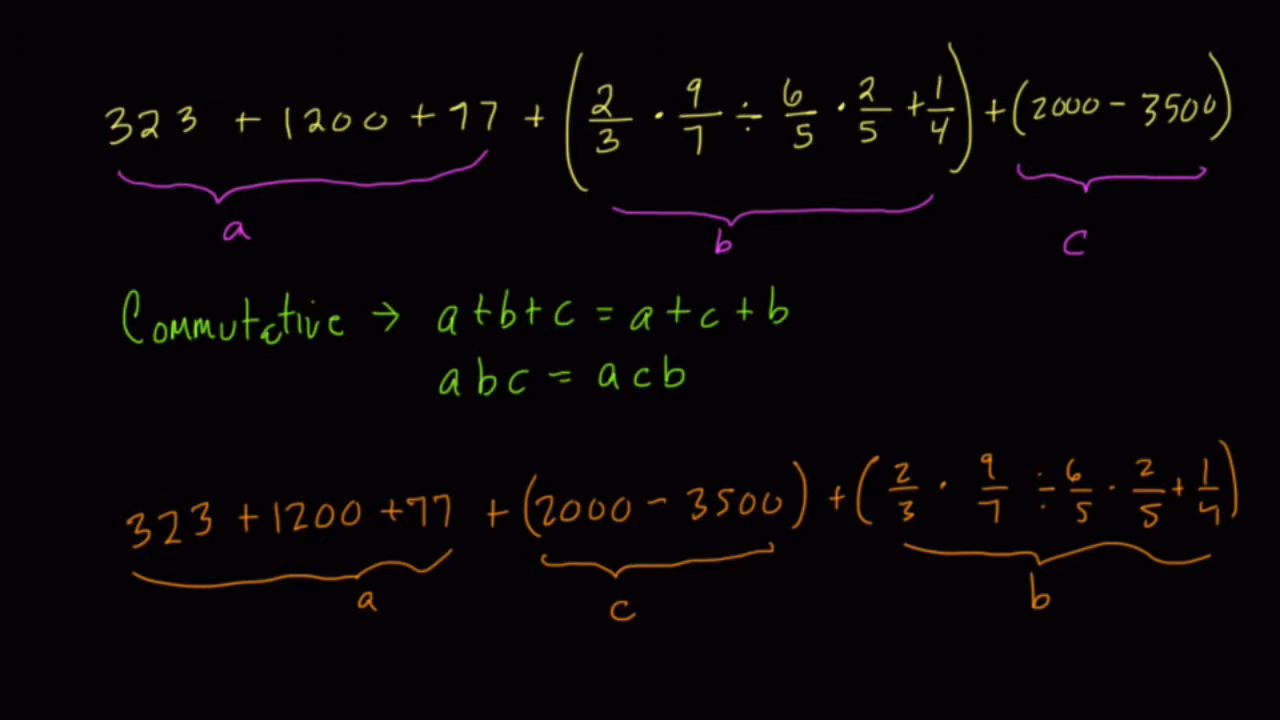 323 + 1200 + 77 + (2/3 · 9/7 ÷ 6/5 · 2/5 + 1/4) + (2000 - 3500)
a b c
Commutative → a + b + c = a + c + b
abc = acb
323 + 1200 + 77 + (2000 - 3500) + (2/3 · 9/7 ÷ 6/5 · 2/5 + 1/4)
a c b